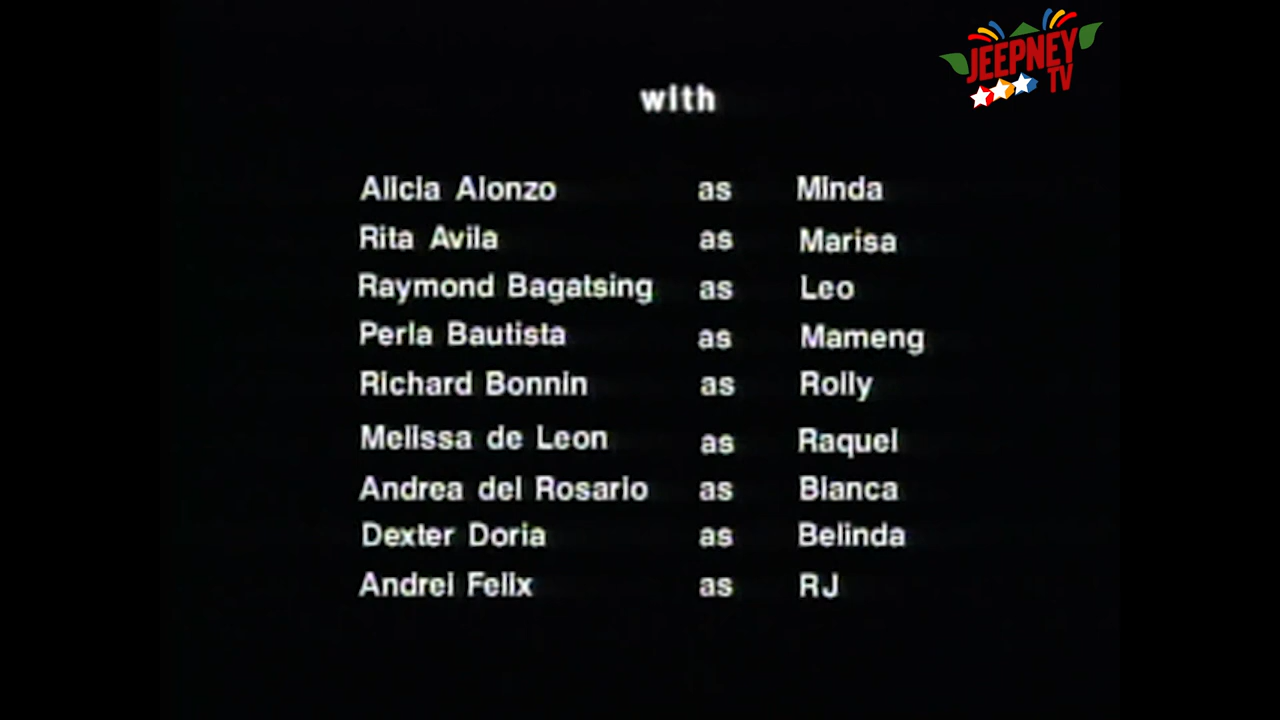 JEEPNEY
TV
with
Alicia Alonzo as Minda
Rita Avila as Marisa
Raymond Bagatsing as Leo
Perla Bautista as Mameng
Richard Bonnin as Rolly
Melissa de Leon as Raquel
Andrea del Rosario as Blanca
Dexter Doria as Belinda
Andrei Felix as RJ